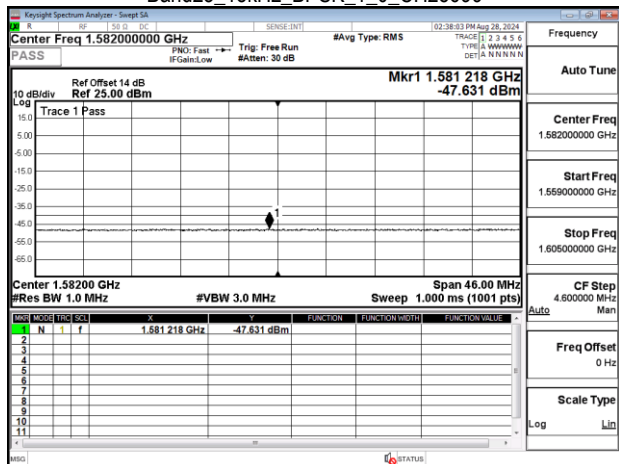 Keysight Spectrum Analyzer - Swept SA
R RF 50 Ω DC SENSE:INT 02:38:03 PM Aug 28, 2024
Center Freq 1.582000000 GHz #Avg Type: RMS TRACE 1 2 3 4 5 6
PASS PNO: Fast Trig: Free Run TYPE A WWWWW
IFGain:Low #Atten: 30 dB DET A NNNNN
Frequency
Auto Tune
Ref Offset 14 dB Mkr1 1.581 218 GHz
10 dB/div Ref 25.00 dBm -47.631 dBm
Log
Trace 1 Pass
15.0
5.00
-5.00
-15.0
-25.0
-35.0
1
-45.0
-55.0
-65.0
Center 1.58200 GHz Span 46.00 MHz
#Res BW 1.0 MHz #VBW 3.0 MHz Sweep 1.000 ms (1001 pts)
MKR MODE TRC SCL X Y FUNCTION FUNCTION WIDTH FUNCTION VALUE
1 N 1 f 1.581 218 GHz -47.631 dBm
2
3
4
5
6
7
8
9
10
11
Center Freq
1.582000000 GHz
Start Freq
1.559000000 GHz
Stop Freq
1.605000000 GHz
CF Step
4.600000 MHz
Auto Man
Freq Offset
0 Hz
Scale Type
Log Lin
MSG STATUS